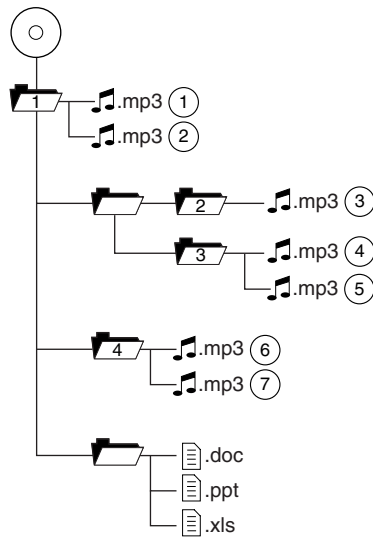 1 .mp3 1
.mp3 2
2 .mp3 3
3 .mp3 4
.mp3 5
4 .mp3 6
.mp3 7
.doc
.ppt
.xls